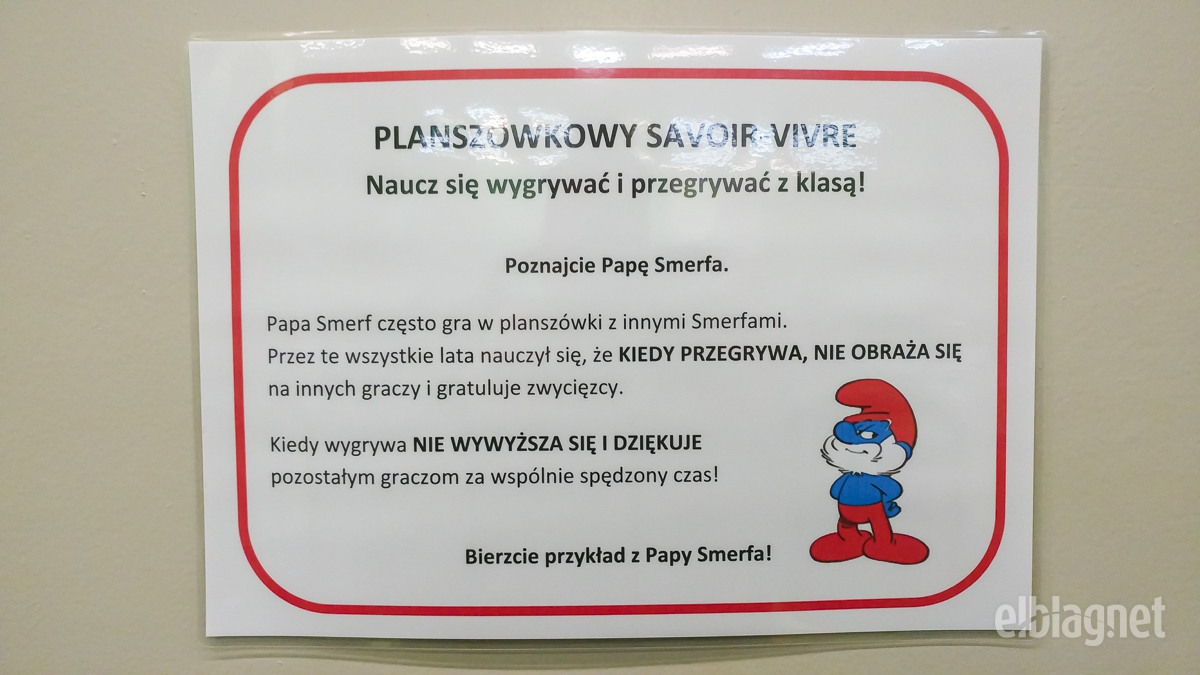 PLANSZÓWKOWY SAVOIR-VIVRE
Naucz się wygrywać i przegrywać z klasą!
Poznajcie Papę Smerfa.
Papa Smerf często gra w planszówki z innymi Smerfami.
Przez te wszystkie lata nauczył się, że KIEDY PRZEGRYWA, NIE OBRAŻA SIĘ
na innych graczy i gratuluje zwycięzcy.
Kiedy wygrywa NIE WYWYŻSZA SIĘ I DZIĘKUJE
pozostałym graczom za wspólnie spędzony czas!
Bierzcie przykład z Papy Smerfa!
elblag.net